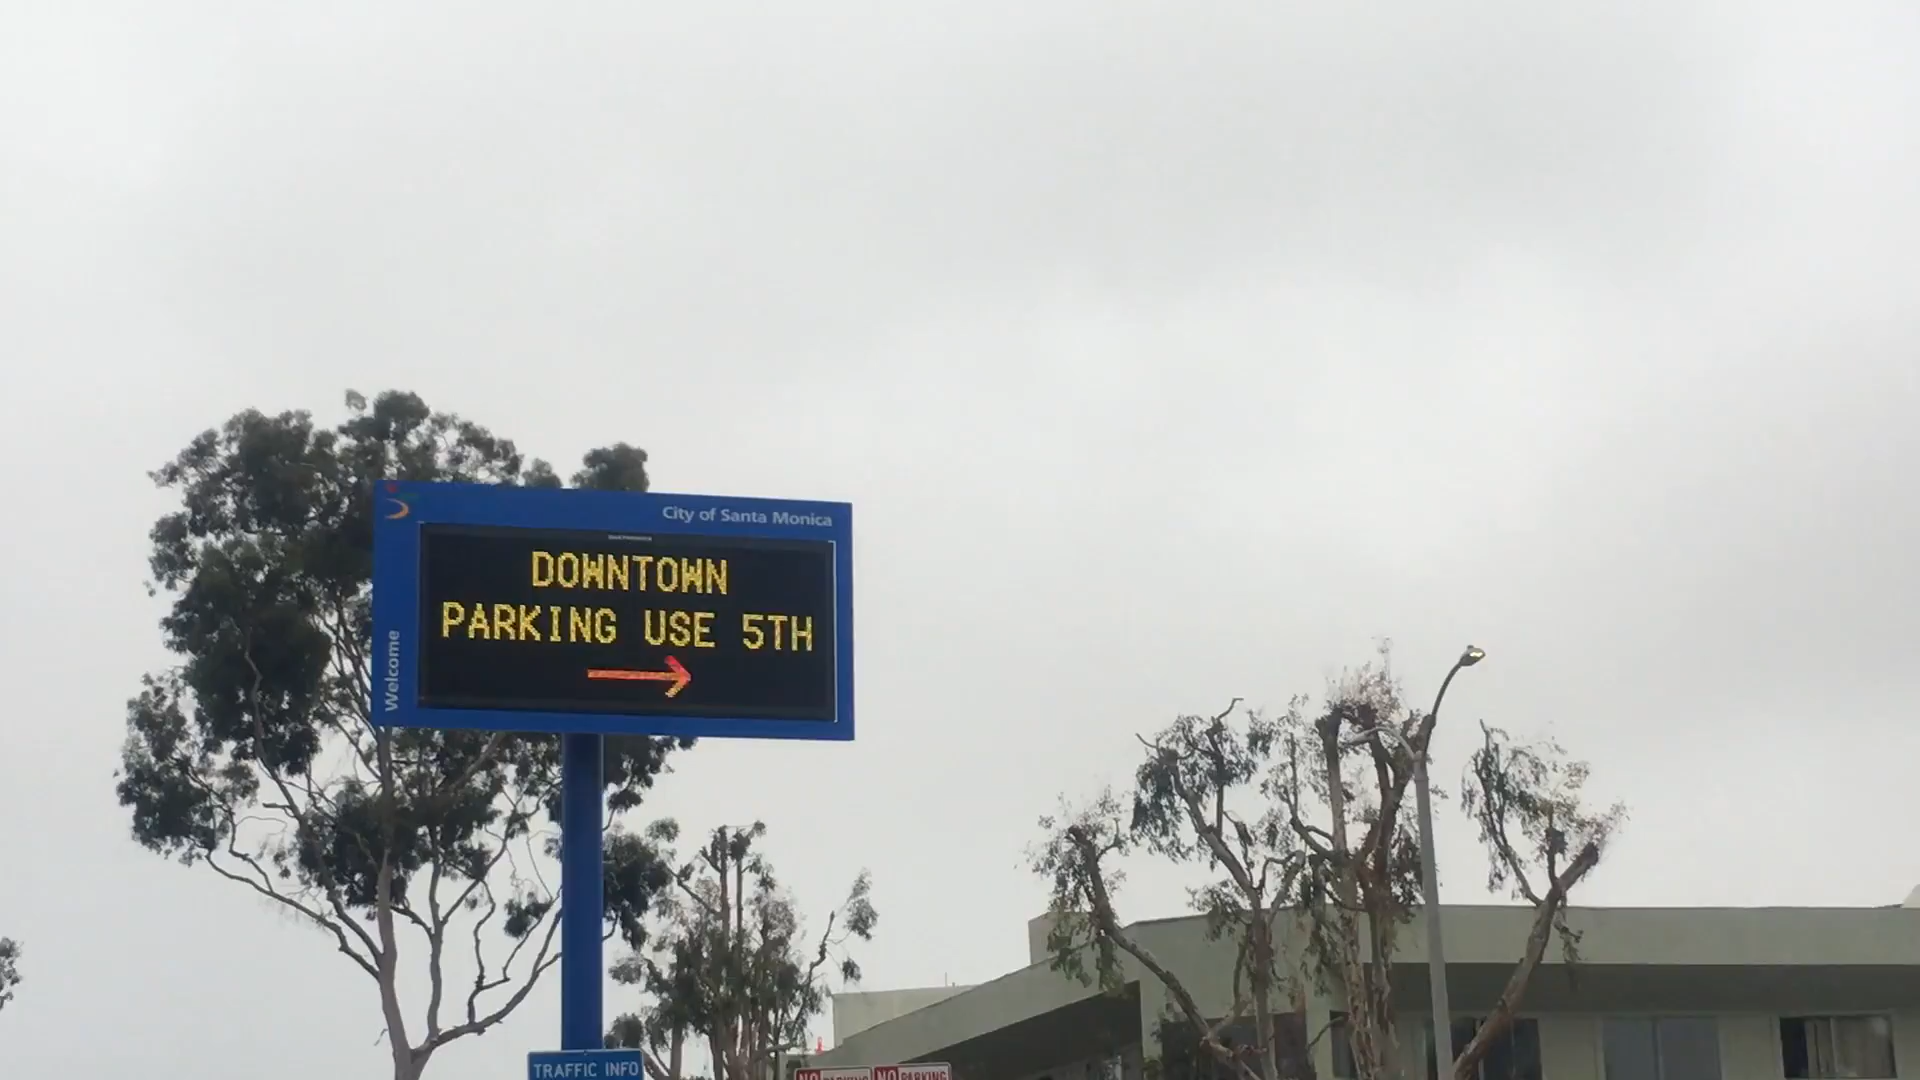 City of Santa Monica
Welcome
DOWNTOWN
PARKING USE 5TH
TRAFFIC INFO
NO PARKING NO PARKING